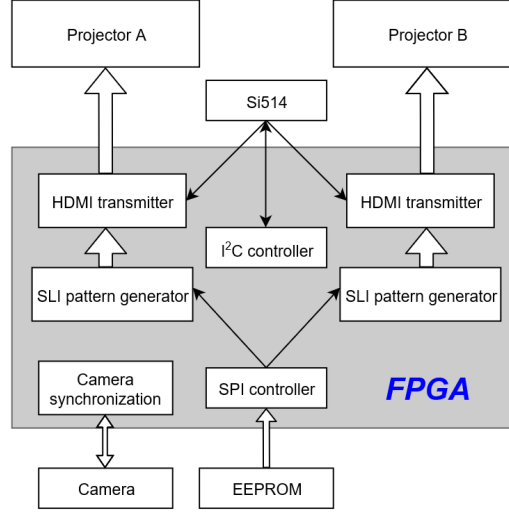 Projector A
Projector B
Si514
HDMI transmitter
HDMI transmitter
I²C controller
SLI pattern generator
SLI pattern generator
Camera
synchronization
SPI controller
FPGA
Camera
EEPROM